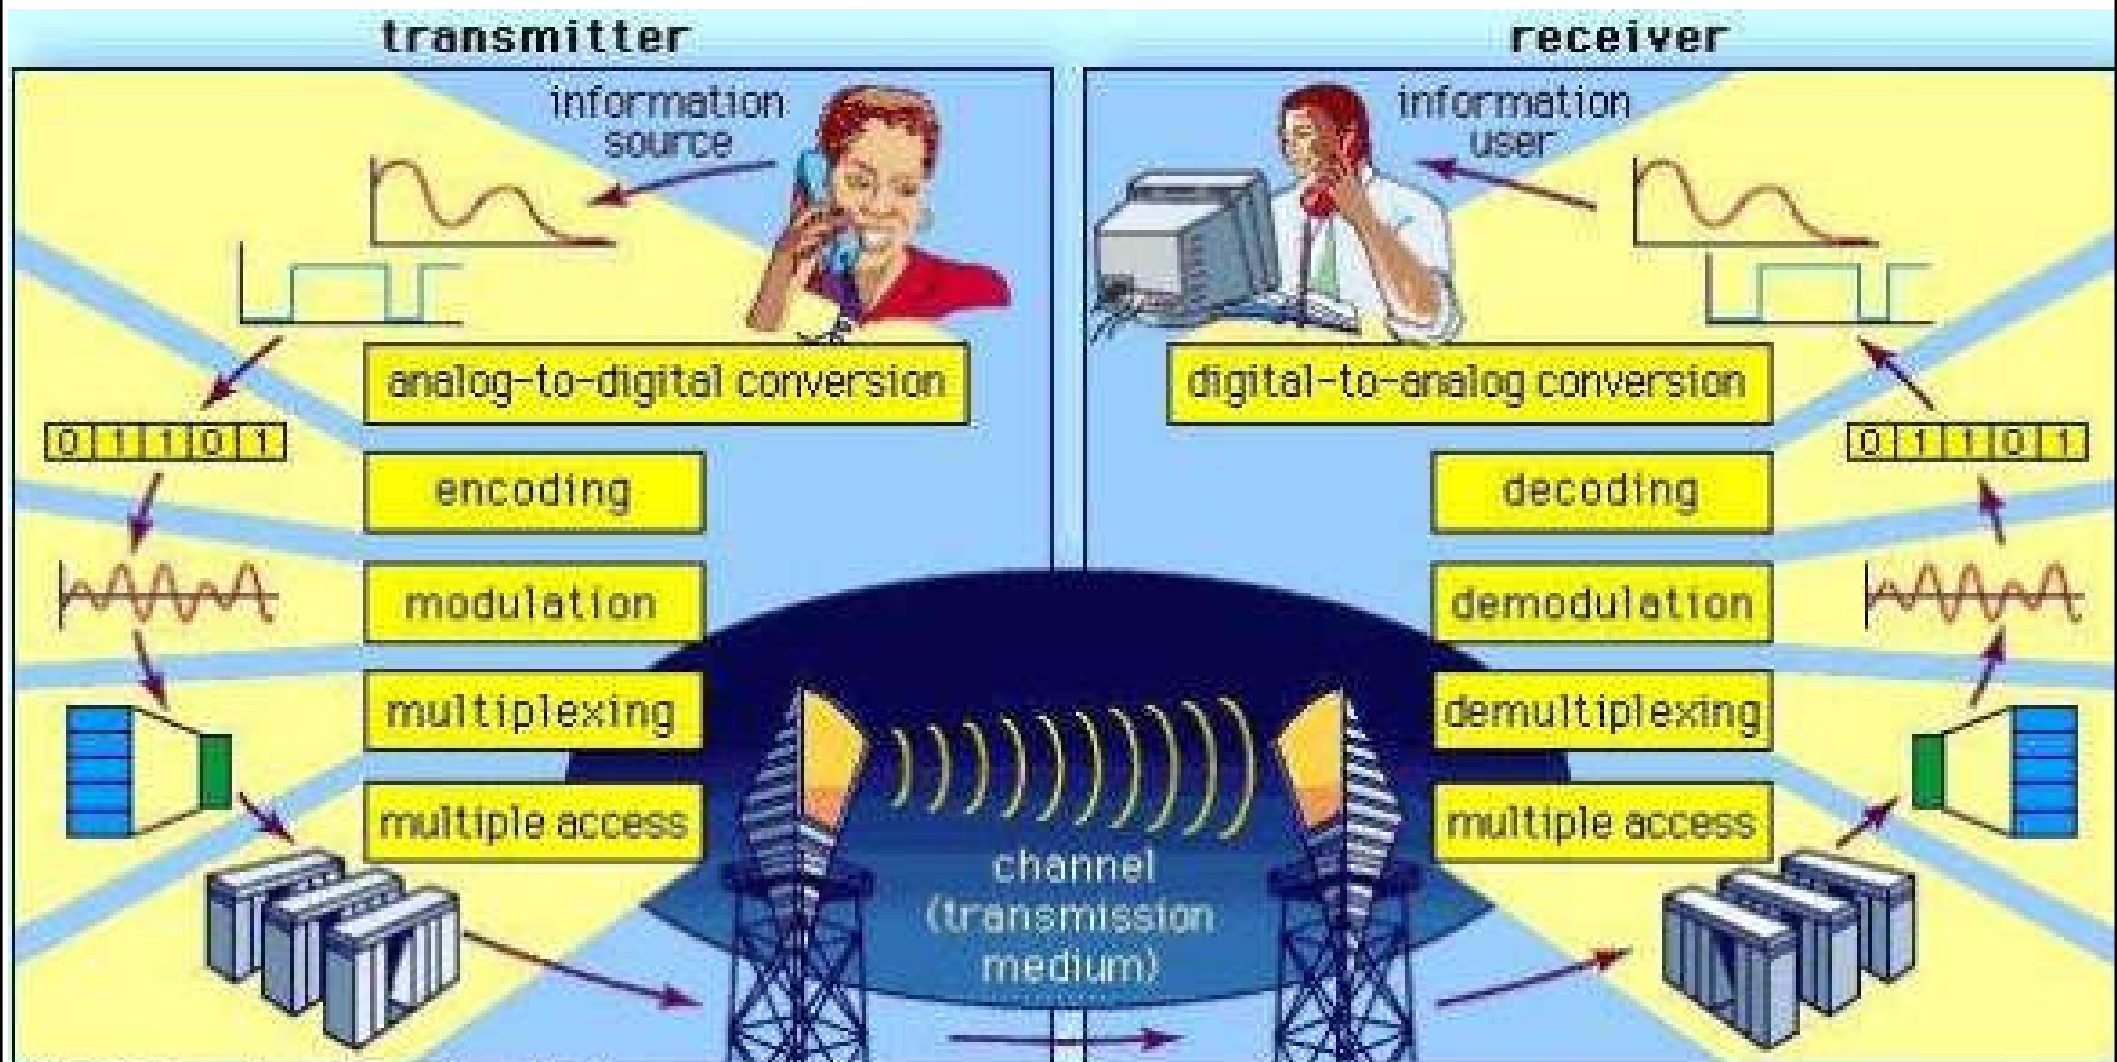 transmitter
receiver
information
source
information
user
analog-to-digital conversion
digital-to-analog conversion
0 1 1 0 1
0 1 1 0 1
encoding
decoding
modulation
demodulation
multiplexing
demultiplexing
multiple access
multiple access
channel
(transmission
medium)